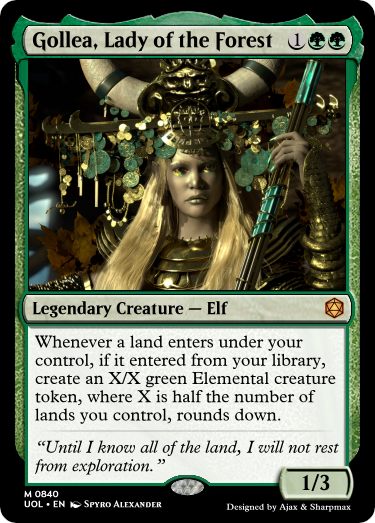 Gollea, Lady of the Forest 1
Legendary Creature — Elf
Whenever a land enters under your
control, if it entered from your library,
create an X/X green Elemental creature
token, where X is half the number of
lands you control, rounds down.
“Until I know all of the land, I will not rest
from exploration.”
1/3
M 0840
UOL • EN SPYRO ALEXANDER
Designed by Ajax & Sharpmax